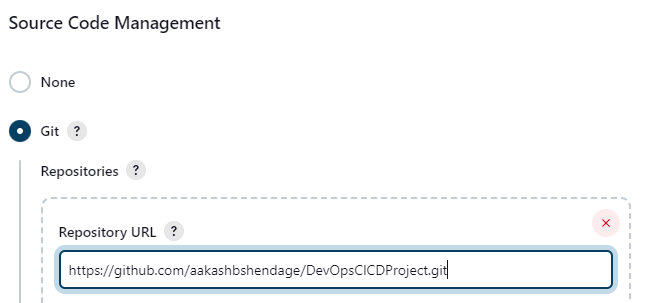 Source Code Management
None
Git ?
Repositories ?
Repository URL ?
https://github.com/aakashbshendage/DevOpsCICDProject.git